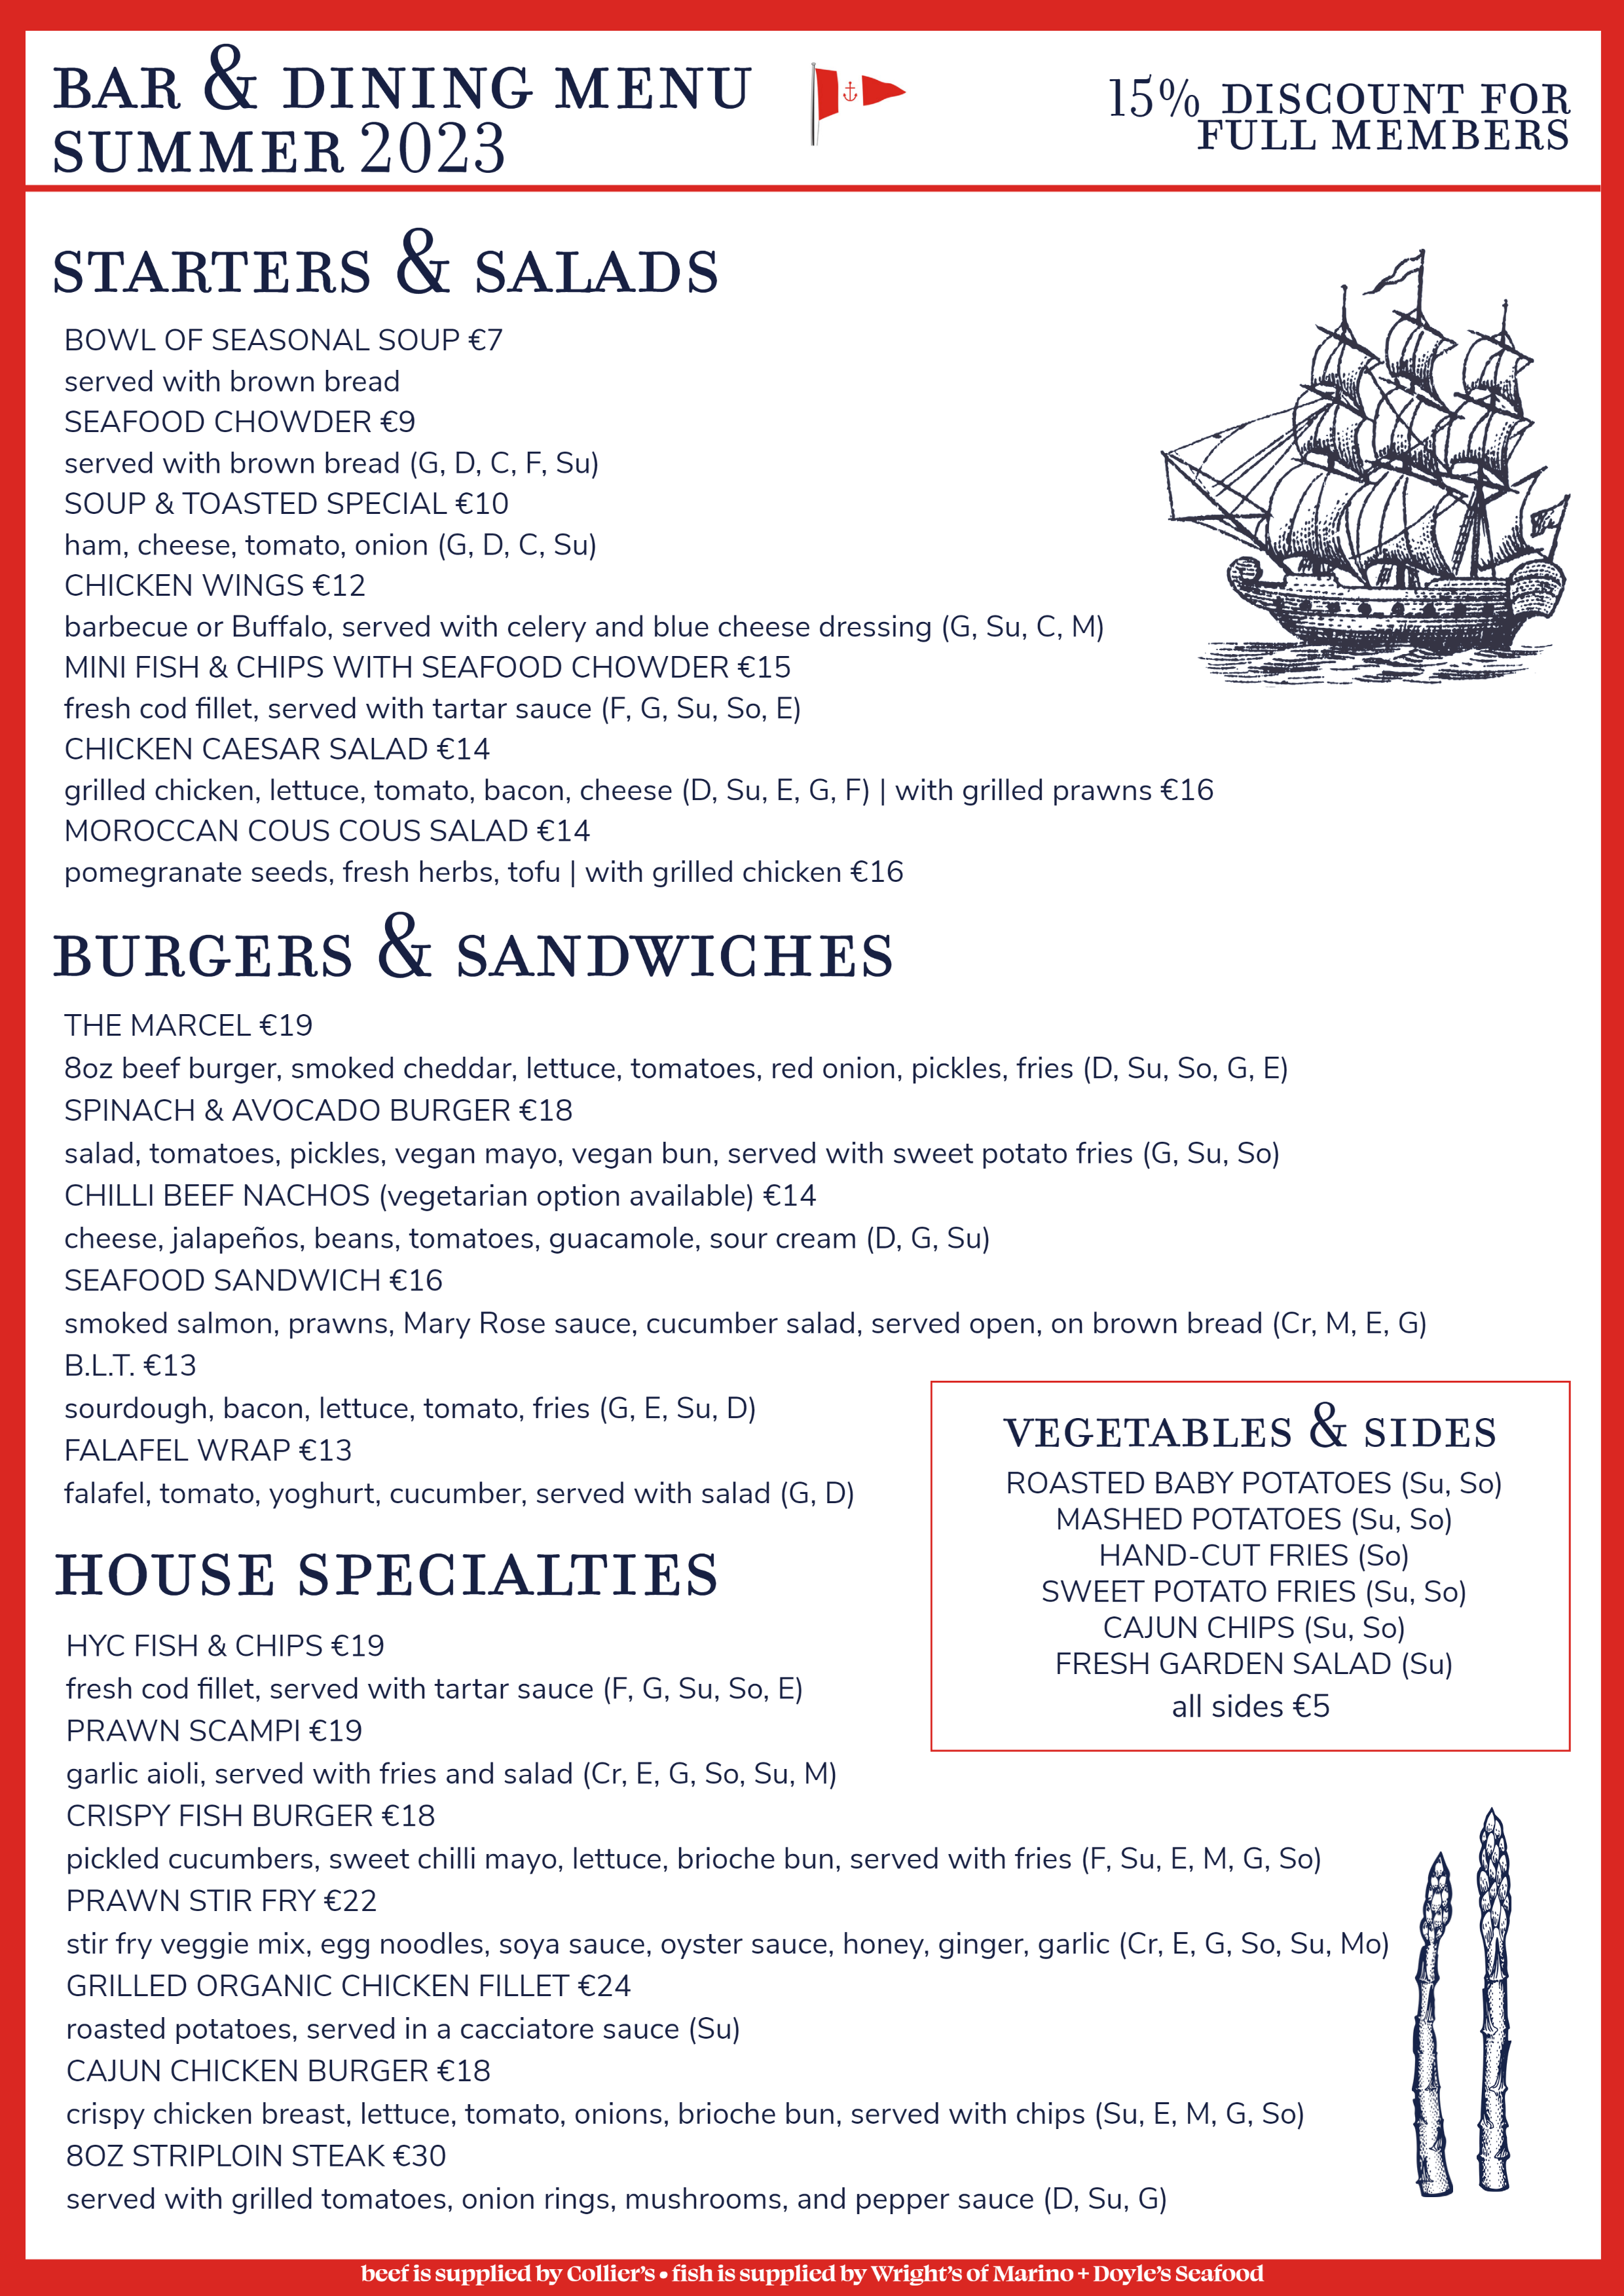 BAR & DINING MENU
SUMMER 2023
15% DISCOUNT FOR
FULL MEMBERS
STARTERS & SALADS
BOWL OF SEASONAL SOUP €7
served with brown bread
SEAFOOD CHOWDER €9
served with brown bread (G, D, C, F, Su)
SOUP & TOASTED SPECIAL €10
ham, cheese, tomato, onion (G, D, C, Su)
CHICKEN WINGS €12
barbecue or Buffalo, served with celery and blue cheese dressing (G, Su, C, M)
MINI FISH & CHIPS WITH SEAFOOD CHOWDER €15
fresh cod fillet, served with tartar sauce (F, G, Su, So, E)
CHICKEN CAESAR SALAD €14
grilled chicken, lettuce, tomato, bacon, cheese (D, Su, E, G, F) | with grilled prawns €16
MOROCCAN COUS COUS SALAD €14
pomegranate seeds, fresh herbs, tofu | with grilled chicken €16
BURGERS & SANDWICHES
THE MARCEL €19
8oz beef burger, smoked cheddar, lettuce, tomatoes, red onion, pickles, fries (D, Su, So, G, E)
SPINACH & AVOCADO BURGER €18
salad, tomatoes, pickles, vegan mayo, vegan bun, served with sweet potato fries (G, Su, So)
CHILLI BEEF NACHOS (vegetarian option available) €14
cheese, jalapeños, beans, tomatoes, guacamole, sour cream (D, G, Su)
SEAFOOD SANDWICH €16
smoked salmon, prawns, Mary Rose sauce, cucumber salad, served open, on brown bread (Cr, M, E, G)
B.L.T. €13
sourdough, bacon, lettuce, tomato, fries (G, E, Su, D)
FALAFEL WRAP €13
falafel, tomato, yoghurt, cucumber, served with salad (G, D)
VEGETABLES & SIDES
ROASTED BABY POTATOES (Su, So)
MASHED POTATOES (Su, So)
HAND-CUT FRIES (So)
SWEET POTATO FRIES (Su, So)
CAJUN CHIPS (Su, So)
FRESH GARDEN SALAD (Su)
all sides €5
HOUSE SPECIALTIES
HYC FISH & CHIPS €19
fresh cod fillet, served with tartar sauce (F, G, Su, So, E)
PRAWN SCAMPI €19
garlic aioli, served with fries and salad (Cr, E, G, So, Su, M)
CRISPY FISH BURGER €18
pickled cucumbers, sweet chilli mayo, lettuce, brioche bun, served with fries (F, Su, E, M, G, So)
PRAWN STIR FRY €22
stir fry veggie mix, egg noodles, soya sauce, oyster sauce, honey, ginger, garlic (Cr, E, G, So, Su, Mo)
GRILLED ORGANIC CHICKEN FILLET €24
roasted potatoes, served in a cacciatore sauce (Su)
CAJUN CHICKEN BURGER €18
crispy chicken breast, lettuce, tomato, onions, brioche bun, served with chips (Su, E, M, G, So)
8OZ STRIPLOIN STEAK €30
served with grilled tomatoes, onion rings, mushrooms, and pepper sauce (D, Su, G)
beef is supplied by Collier's • fish is supplied by Wright's of Marino + Doyle's Seafood